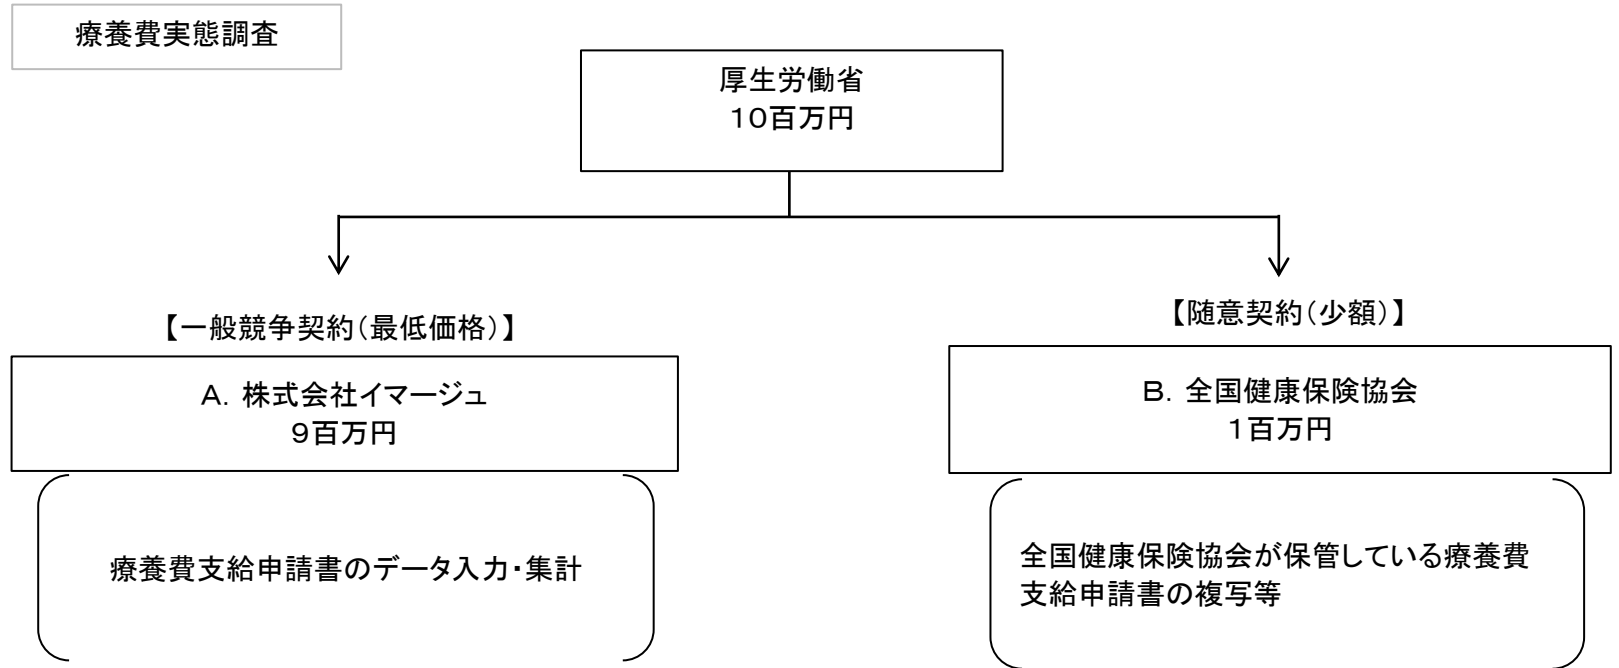 療養費実態調査
厚生労働省
10百万円
【一般競争契約(最低価格)】
A. 株式会社イマージュ
9百万円
療養費支給申請書のデータ入力・集計
【随意契約(少額)】
B. 全国健康保険協会
1百万円
全国健康保険協会が保管している療養費
支給申請書の複写等